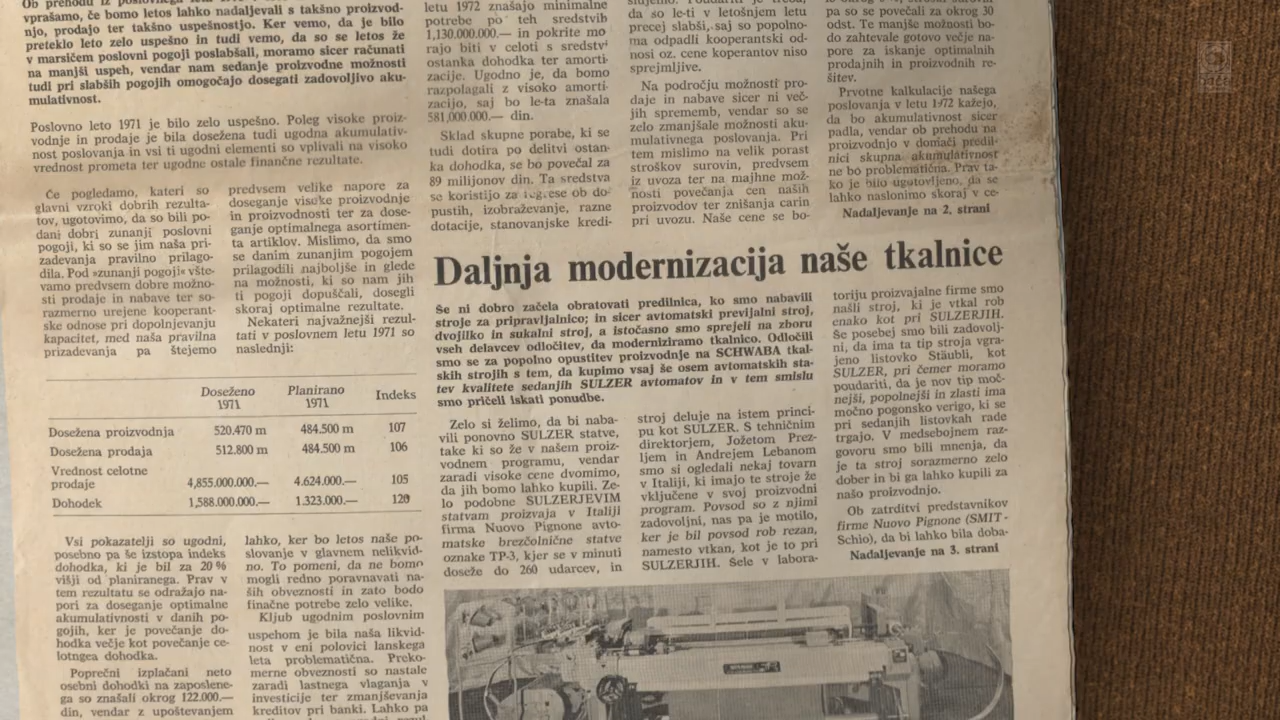 Ob prehodu iz poslovnega leta
vprašamo, če bomo letos lahko nadaljevali s takšno proizvod-
njo, prodajo ter takšno uspešnostjo. Ker vemo, da je bilo
preteklo leto zelo uspešno in tudi vemo, da so se letos že
v marsičem poslovni pogoji poslabšali, moramo sicer računati
na manjši uspeh, vendar nam sedanje proizvodne možnosti
tudi pri slabših pogojih omogočajo dosegati zadovoljivo aku-
mulativnost.
Poslovno leto 1971 je bilo zelo uspešno. Poleg visoke proiz-
vodnje in prodaje je bila dosežena tudi ugodna akumulativ-
nost poslovanja in vsi ti ugodni elementi so vplivali na visoko
vrednost prometa ter ugodne ostale finančne rezultate.
Če pogledamo, kateri so
glavni vzroki dobrih rezulta-
tov, ugotovimo, da so bili po-
dani dobri zunanji poslovni
pogoji, ki so se jim naša pri-
zadevanja pravilno prilago-
dila. Pod »zunanji pogoji« všte-
vamo predvsem dobre možno-
sti prodaje in nabave ter so-
razmerno urejene kooperant-
ske odnose pri dopolnjevanju
kapacitet, med naša pravilna
prizadevanja pa štejemo
predvsem velike napore za
doseganje visoke proizvodnje
in proizvodnosti ter za dose-
ganje optimalnega asortimen-
ta artiklov. Mislimo, da smo
se danim zunanjim pogojem
prilagodili najboljše in glede
na možnosti, ki so nam jih
ti pogoji dopuščali, dosegli
skoraj optimalne rezultate.
Nekateri najvažnejši rezul-
tati v poslovnem letu 1971 so
naslednji:
Doseženo 1971 Planirano 1971 Indeks
Dosežena proizvodnja 520.470 m 484.500 m 107
Dosežena prodaja 512.800 m 484.500 m 106
Vrednost celotne
prodaje 4,855.000.000.— 4.624.000.— 105
Dohodek 1,588.000.000.— 1.323.000.— 120
Vsi pokazatelji so ugodni,
posebno pa še izstopa indeks
dohodka, ki je bil za 20 %
višji od planiranega. Prav v
tem rezultatu se odražajo na-
pori za doseganje optimalne
akumulativnosti v danih po-
gojih, ker je povečanje do-
hodka večje kot povečanje ce-
lotnega dohodka.
Poprečni izplačani neto
osebni dohodki na zaposlene-
ga so znašali okrog 122.000.—
din, vendar z upoštevanjem
lahko, ker bo letos naše po-
slovanje v glavnem nelikvid-
no. To pomeni, da ne bomo
mogli redno poravnavati na-
ših obveznosti in zato bodo
finačne potrebe zelo velike.
Kljub ugodnim poslovnim
uspehom je bila naša likvid-
nost v eni polovici lanskega
leta problematična. Preko-
merne obveznosti so nastale
zaradi lastnega vlaganja v
investicije ter zmanjševanja
kreditov pri banki. Lahko pa
letu 1972 znašajo minimalne
potrebe po teh sredstvih
1,130.000.000.— in pokrite mo
rajo biti v celoti s sredstvi
ostanka dohodka ter amorti-
zacije. Ugodno je, da bomo
razpolagali z visoko amorti-
zacijo, saj bo le-ta znašala
581,000.000.— din.
Sklad skupne porabe, ki se
tudi dotira po delitvi ostan-
ka dohodka, se bo povečal za
89 milijonov din. Ta sredstva
se koristijo za regrese ob do-
pustih, izobraževanje, razne
dotacije, stanovanjske kredi-
da so le-ti v letošnjem letu
precej slabši, saj so popolno-
ma odpadli kooperantski od-
nosi oz. cene koperantov niso
sprejmljive.
Na področju možnosti pro-
daje in nabave sicer ni več-
jih sprememb, vendar so se
zelo zmanjšale možnosti aku-
mulativnega poslovanja. Pri
tem mislimo na velik porast
stroškov surovin, predvsem
iz uvoza ter na majhne mož-
nosti povečanja cen naših
proizvodov ter znišanja carin
pri uvozu. Naše cene se bo-
pa so se povečali za okrog 30
odst. Te manjše možnosti bo-
do zahtevale gotovo večje na-
pore za iskanje optimalnih
prodajnih in proizvodnih re-
šitev.
Prvotne kalkulacije našega
poslovanja v letu 1972 kažejo,
da bo akumulativnost sicer
padla, vendar ob prehodu na
proizvodnjo v domači predil-
nici skupna akumulativnost
ne bo problematična. Prav ta-
ko je bilo ugotovljeno, da se
lahko naslonimo skoraj v ce-
Nadaljevanje na 2, strani
Daljnja modernizacija naše tkalnice
Še ni dobro začela obratovati predilnica, ko smo nabavili
stroje za pripravljalnico; in sicer avtomatski previjalni stroj,
dvojilko in sukalni stroj, a istočasno smo sprejeli na zboru
vseh delavcev odločitev, da moderniziramo tkalnico. Odločili
smo se za popolno opustitev proizvodnje na SCHWABA tkal-
skih strojih s tem, da kupimo vsaj še osem avtomatskih sta-
tev kvalitete sedanjih SULZER avtomatov in v tem smislu
smo pričeli iskati ponudbe.
Zelo si želimo, da bi naba-
vili ponovno SULZER statve,
take ki so že v našem proiz-
vodnem programu, vendar
zaradi visoke cene dvomimo,
da jih bomo lahko kupili. Ze-
lo podobne SULZERJEVIM
statvam proizvaja v Italiji
firma Nuovo Pignone avto-
matske brezčolnične statve
oznake TP-3, kjer se v minuti
doseže do 260 udarcev, in
stroj deluje na istem princi-
pu kot SULZER. S tehničnim
direktorjem, Jožetom Prez-
ljem in Andrejem Lebanom
smo si ogledali nekaj tovarn
v Italiji, ki imajo te stroje že
vključene v svoj proizvodni
program. Povsod so z njimi
zadovoljni, nas pa je motilo,
ker je bil povsod rob rezan,
namesto vtkan, kot je to pri
SULZERJIH. Šele v labora-
toriju proizvajalne firme smo
našli stroj, ki je vtkal rob
enako kot pri SULZERJIH.
Še posebej smo bili zadovolj-
ni, da ima ta tip stroja vgra-
jeno listovko Stäubli, kot
SULZER, pri čemer moramo
poudariti, da je nov tip moč-
nejši, popolnejši in zlasti ima
močno pogonsko verigo, ki se
pri sedanjih listovkah rade
trgajo. V medsebojnem raz-
govoru smo bili mnenja, da
je ta stroj sorazmerno zelo
dober in bi ga lahko kupili za
našo proizvodnjo.
Ob zatrditvi predstavnikov
firme Nuovo Pignone (SMIT-
Schio), da bi lahko bila doba-
Nadaljevanje na 3. strani